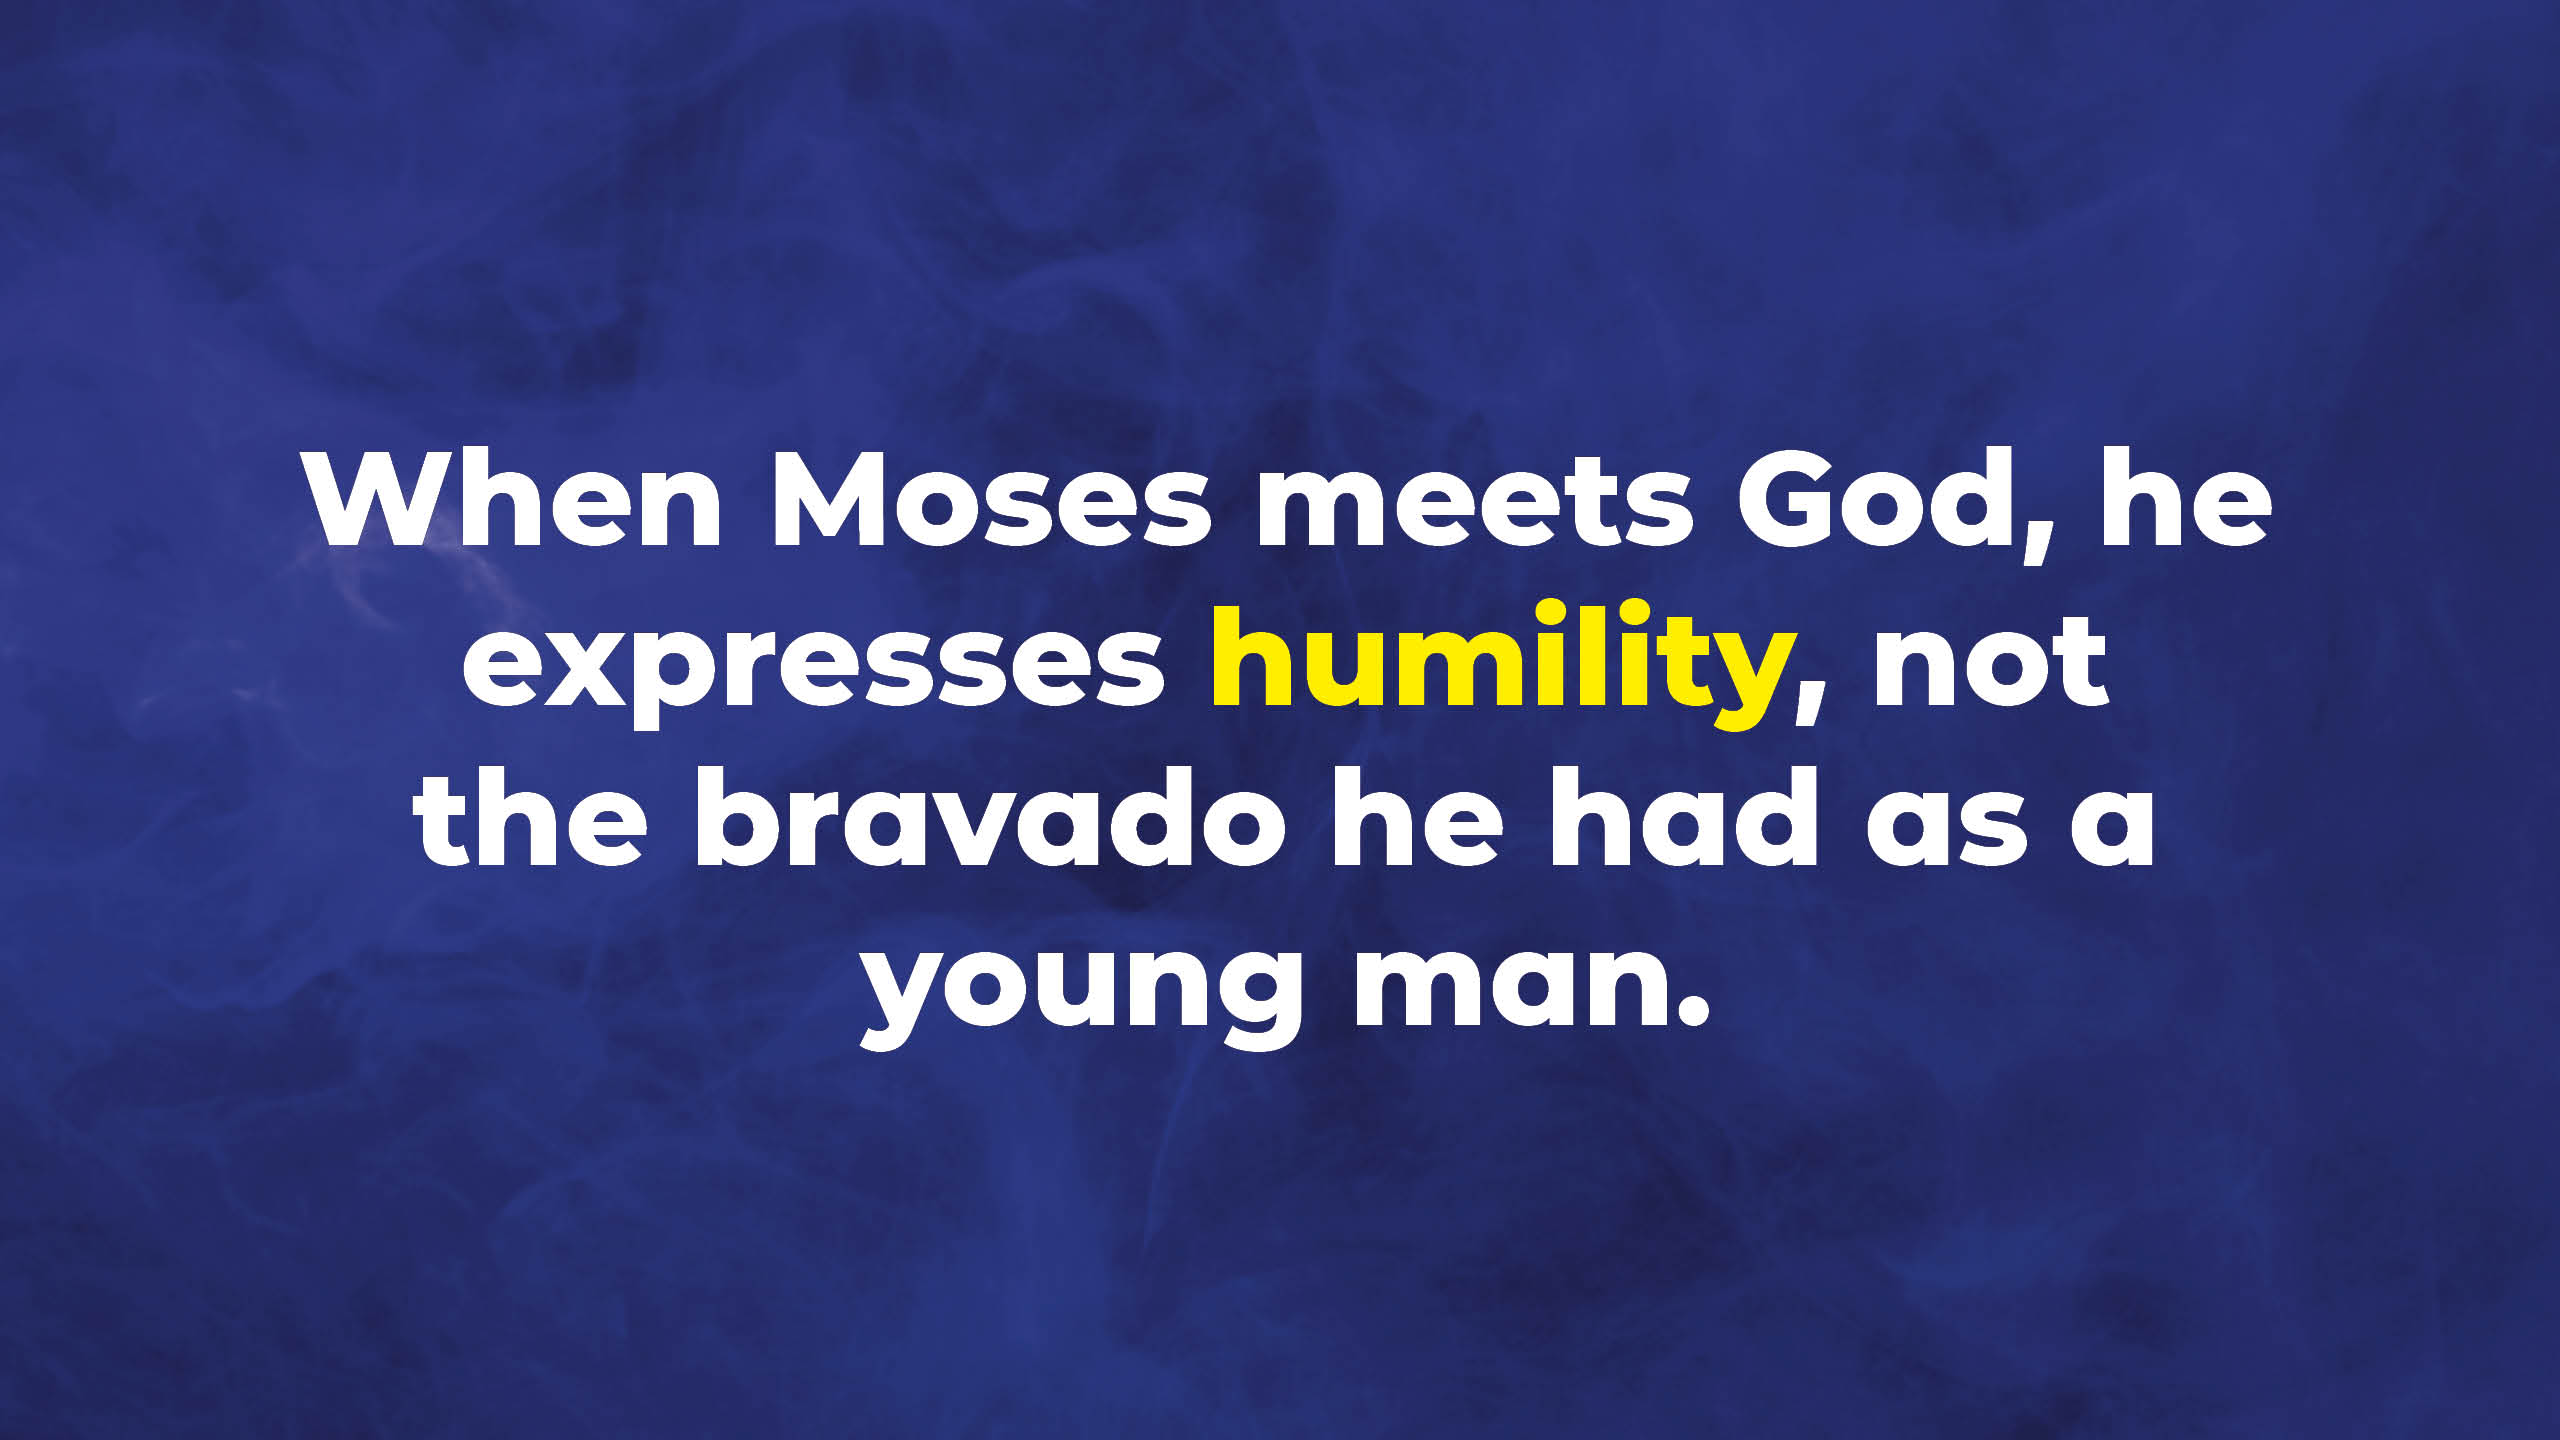 When Moses meets God, he
expresses humility, not
the bravado he had as a
young man.